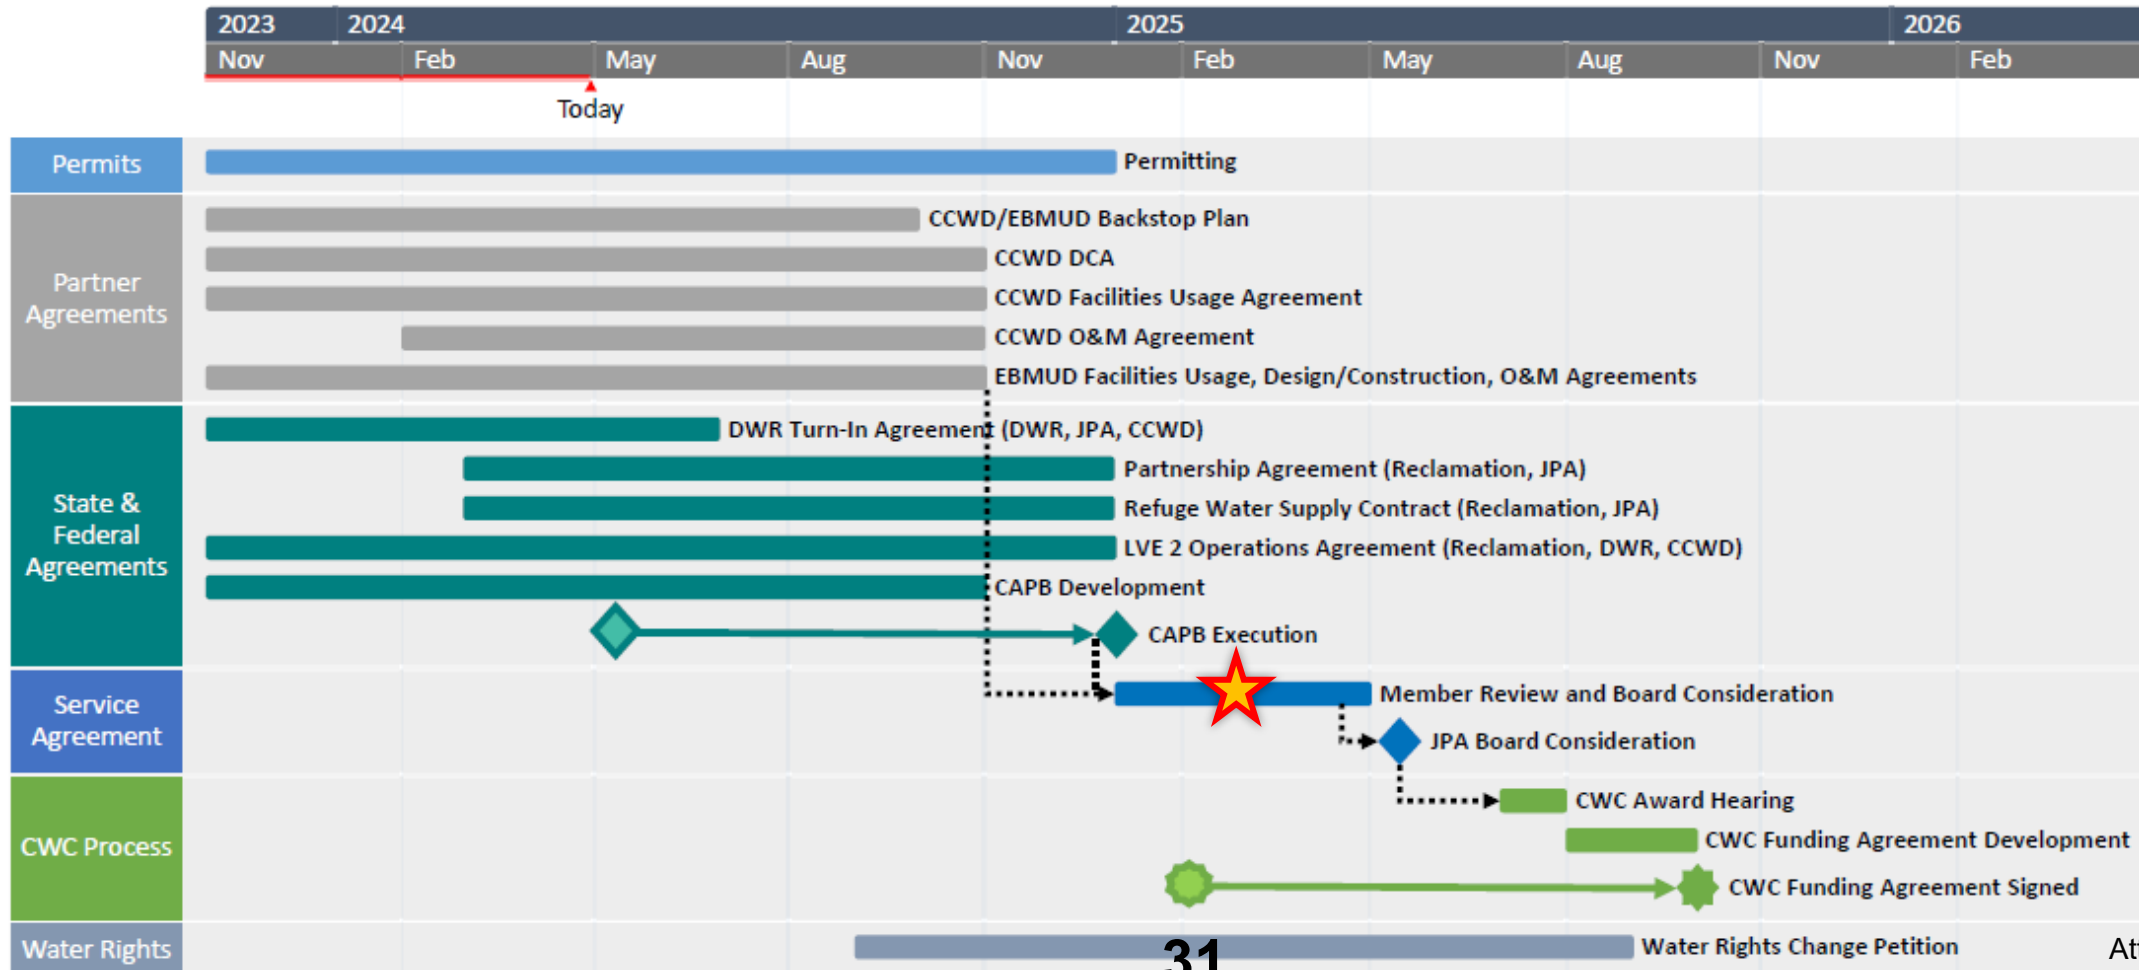 2023 2024 2025 2026
Nov Feb May Aug Nov Feb May Aug Nov Feb
Today
Permits
Permitting
Partner
Agreements
CCWD/EBMUD Backstop Plan
CCWD DCA
CCWD Facilities Usage Agreement
CCWD O&M Agreement
EBMUD Facilities Usage, Design/Construction, O&M Agreements
State &
Federal
Agreements
DWR Turn-In Agreement (DWR, JPA, CCWD)
Partnership Agreement (Reclamation, JPA)
Refuge Water Supply Contract (Reclamation, JPA)
LVE 2 Operations Agreement (Reclamation, DWR, CCWD)
CAPB Development
CAPB Execution
Service
Agreement
Member Review and Board Consideration
JPA Board Consideration
CWC Process
CWC Award Hearing
CWC Funding Agreement Development
CWC Funding Agreement Signed
Water Rights
Water Rights Change Petition
31